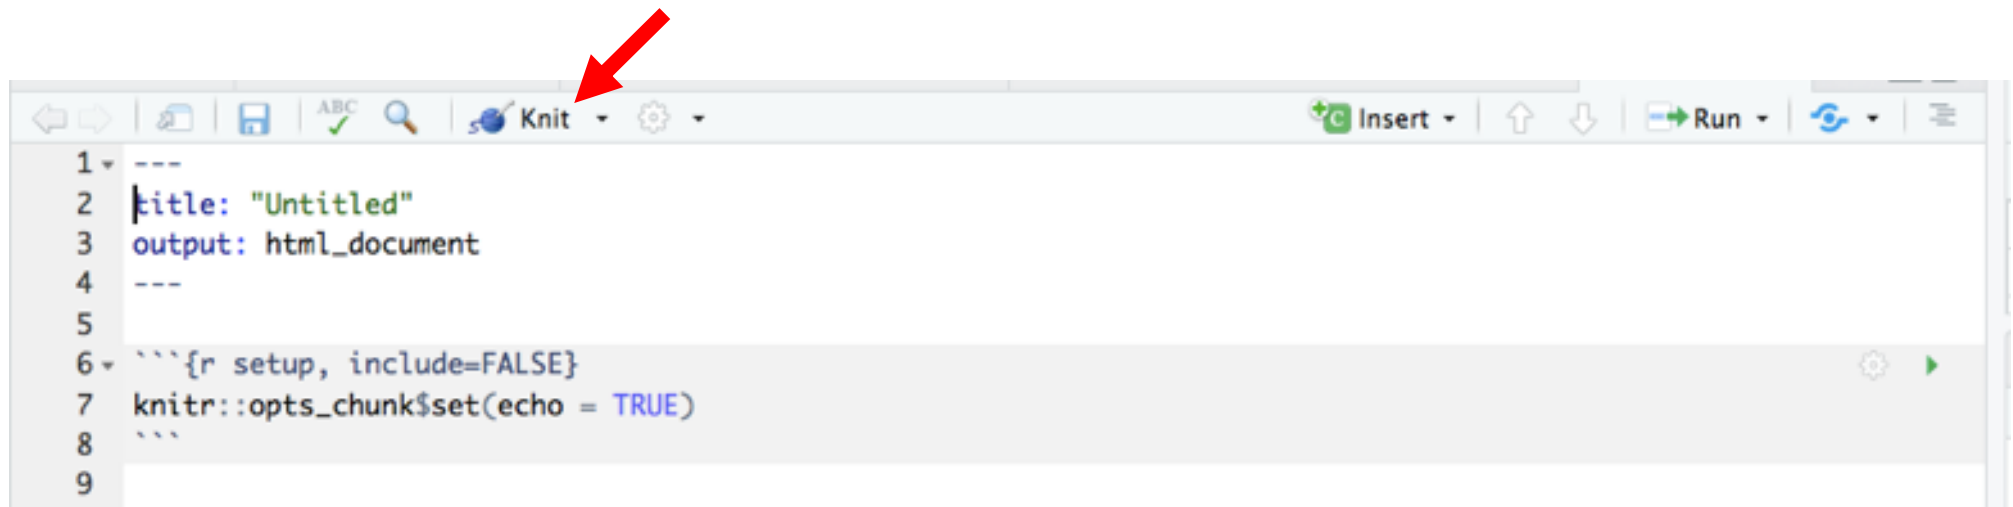 ABC Knit Insert Run
1 ---
2 title: "Untitled"
3 output: html_document
4 ---
5
6 ```{r setup, include=FALSE}
7 knitr::opts_chunk$set(echo = TRUE)
8 ```
9